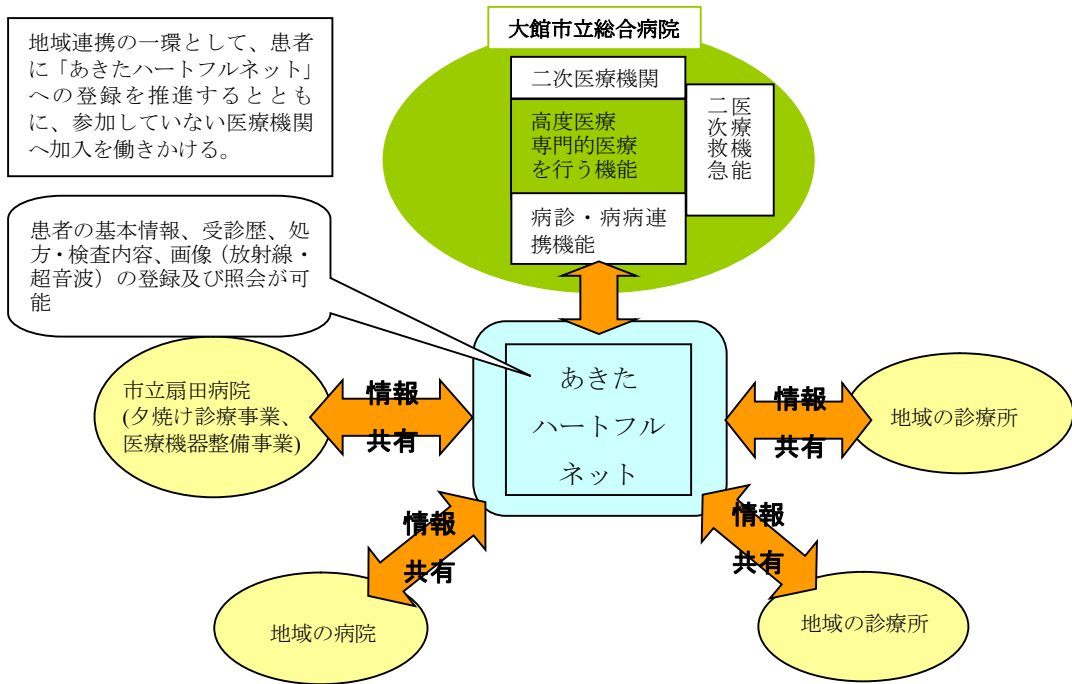 地域連携の一環として、患者
に「あきたハートフルネット」
への登録を推進するととも
に、参加していない医療機関
へ加入を働きかける。
大館市立総合病院
二次医療機関
高度医療
専門的医療
を行う機能
二次救急
医療機能
病診・病病連
携機能
患者の基本情報、受診歴、処
方・検査内容、画像（放射線・
超音波）の登録及び照会が可
能
市立扇田病院
(夕焼け診療事業、
医療機器整備事業)
情報
共有
あきた
ハートフル
ネット
情報
共有
地域の診療所
情報
共有
地域の病院
情報
共有
地域の診療所